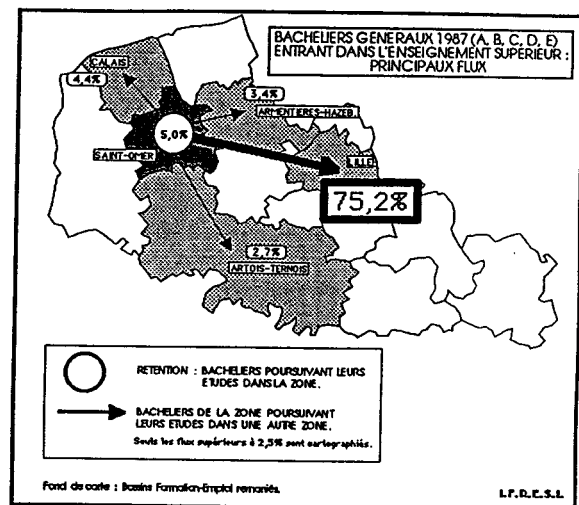 BACHELIERS GENERAUX 1987 (A, B, C, D, E)
ENTRANT DANS L'ENSEIGNEMENT SUPERIEUR :
PRINCIPAUX FLUX
CALAIS
4,4%
3,4%
ARMENTIERES-HAZEB.
5,0%
SAINT-OMER
LILLE
75,2%
2,7%
ARTOIS-TERNOIS
RETENTION : BACHELIERS POURSUIVANT LEURS
ETUDES DANS LA ZONE.
BACHELIERS DE LA ZONE POURSUIVANT
LEURS ETUDES DANS UNE AUTRE ZONE.
Seuls les flux supérieurs à 2,5% sont cartographiés.
Fond de carte : Bassins Formation-Emploi remaniés.
I.F.R.E.S.I.